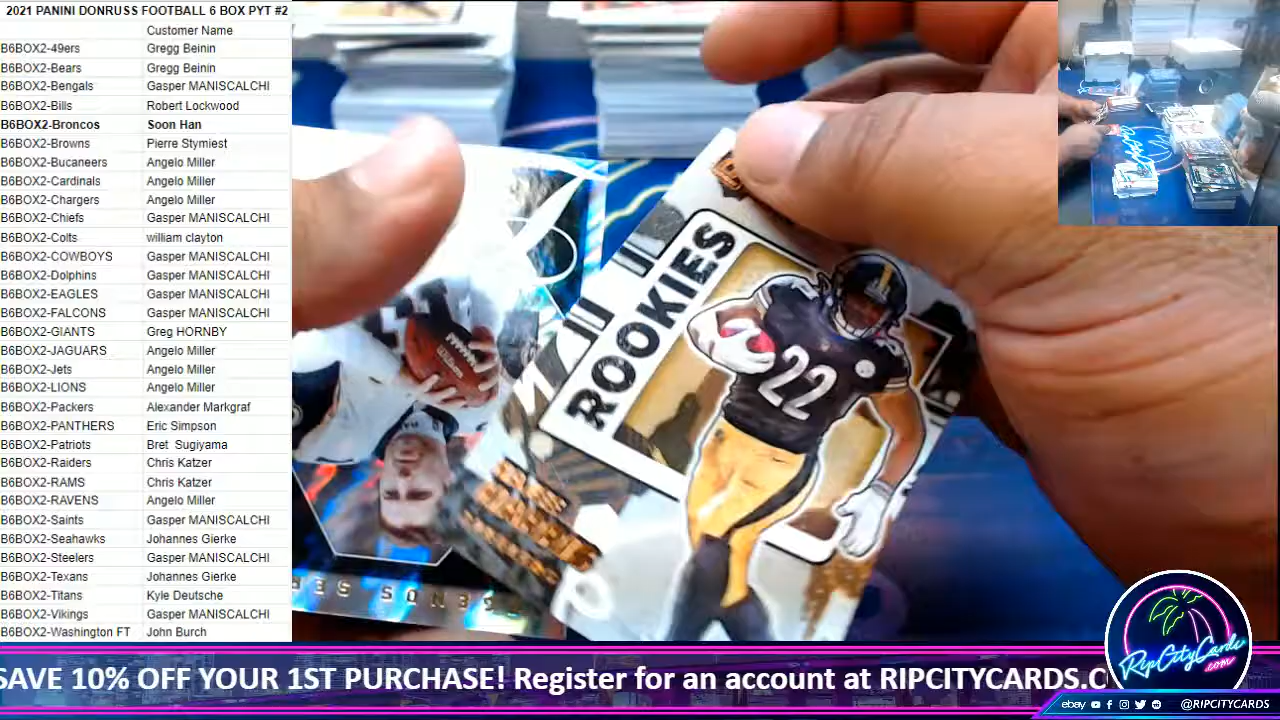 2021 PANINI DONRUSS FOOTBALL 6 BOX PYT #2
Customer Name
B6BOX2-49ers Gregg Beinin
B6BOX2-Bears Gregg Beinin
B6BOX2-Bengals Gasper MANISCALCHI
B6BOX2-Bills Robert Lockwood
B6BOX2-Broncos Soon Han
B6BOX2-Browns Pierre Stymiest
B6BOX2-Bucaneers Angelo Miller
B6BOX2-Cardinals Angelo Miller
B6BOX2-Chargers Angelo Miller
B6BOX2-Chiefs Gasper MANISCALCHI
B6BOX2-Colts william clayton
B6BOX2-COWBOYS Gasper MANISCALCHI
B6BOX2-Dolphins Gasper MANISCALCHI
B6BOX2-EAGLES Gasper MANISCALCHI
B6BOX2-FALCONS Gasper MANISCALCHI
B6BOX2-GIANTS Greg HORNBY
B6BOX2-JAGUARS Angelo Miller
B6BOX2-Jets Angelo Miller
B6BOX2-LIONS Angelo Miller
B6BOX2-Packers Alexander Markgraf
B6BOX2-PANTHERS Eric Simpson
B6BOX2-Patriots Bret Sugiyama
B6BOX2-Raiders Chris Katzer
B6BOX2-RAMS Chris Katzer
B6BOX2-RAVENS Angelo Miller
B6BOX2-Saints Gasper MANISCALCHI
B6BOX2-Seahawks Johannes Gierke
B6BOX2-Steelers Gasper MANISCALCHI
B6BOX2-Texans Johannes Gierke
B6BOX2-Titans Kyle Deutsche
B6BOX2-Vikings Gasper MANISCALCHI
B6BOX2-Washington FT John Burch
ROOKIES
22
SAVE 10% OFF YOUR 1ST PURCHASE! Register for an account at RIPCITYCARDS.C
RipCityCards
.com
ebay @RIPCITYCARDS